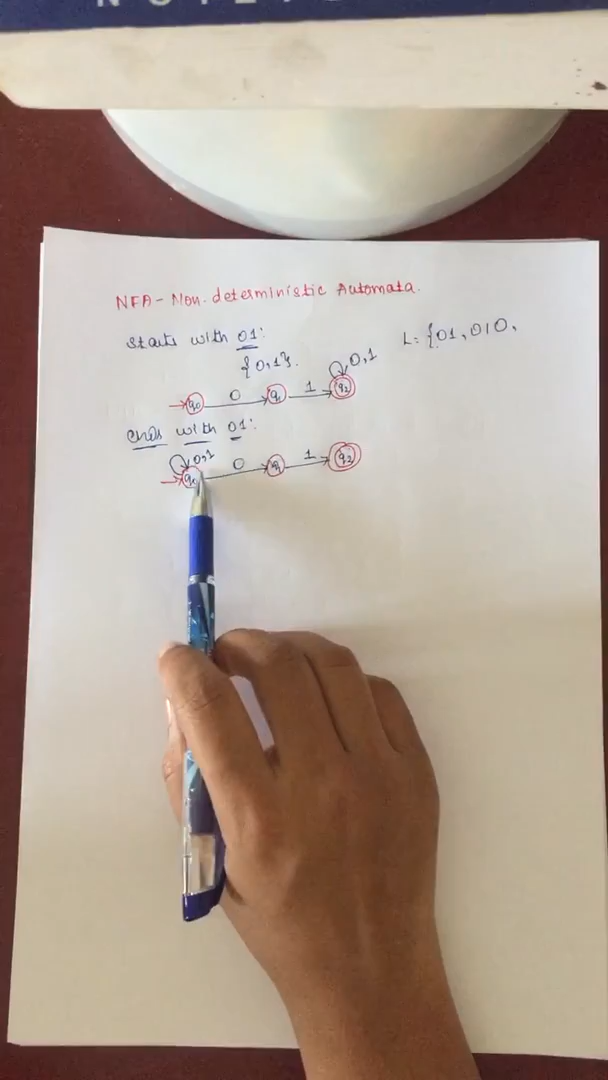 NOTES
NFA - Non-deterministic Automata.
Starts with 01:
L: {01, 010,
{0,1}.
0,1
q0 0 q1 1 q2
Ends with 01:
0,1
q0 0 q1 1 q2